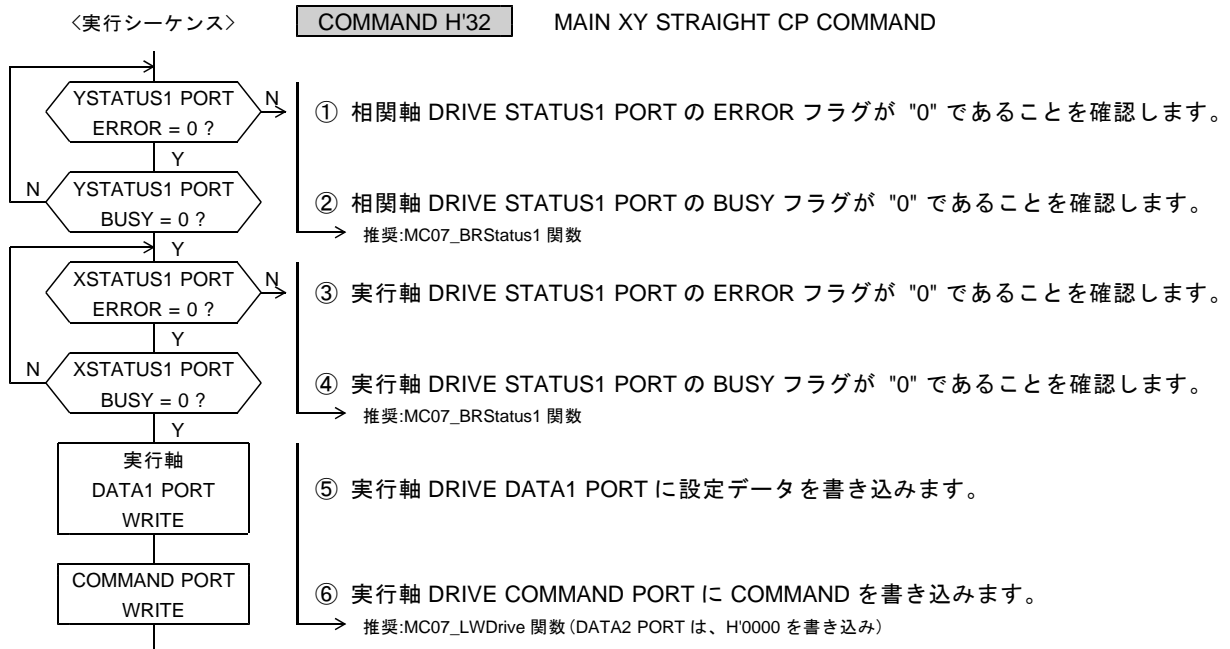 〈実行シーケンス〉 COMMAND H'32 MAIN XY STRAIGHT CP COMMAND
YSTATUS1 PORT
ERROR = 0 ?
N
① 相関軸 DRIVE STATUS1 PORT の ERROR フラグが "0" であることを確認します。
Y
N
YSTATUS1 PORT
BUSY = 0 ?
② 相関軸 DRIVE STATUS1 PORT の BUSY フラグが "0" であることを確認します。
推奨:MC07_BRStatus1 関数
Y
XSTATUS1 PORT
ERROR = 0 ?
N
③ 実行軸 DRIVE STATUS1 PORT の ERROR フラグが "0" であることを確認します。
Y
N
XSTATUS1 PORT
BUSY = 0 ?
④ 実行軸 DRIVE STATUS1 PORT の BUSY フラグが "0" であることを確認します。
推奨:MC07_BRStatus1 関数
Y
実行軸
DATA1 PORT
WRITE
⑤ 実行軸 DRIVE DATA1 PORT に設定データを書き込みます。
COMMAND PORT
WRITE
⑥ 実行軸 DRIVE COMMAND PORT に COMMAND を書き込みます。
推奨:MC07_LWDrive 関数(DATA2 PORT は、H'0000 を書き込み)